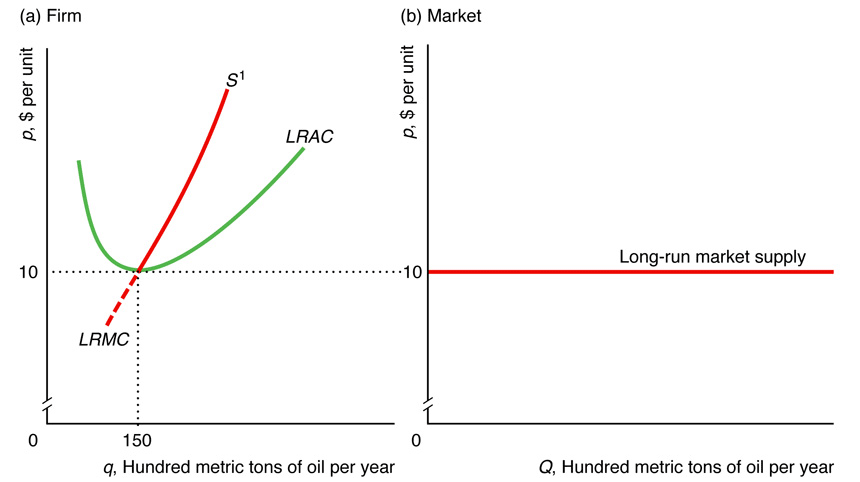 (a) Firm
p, $ per unit
S¹
LRAC
10
LRMC
0
150
q, Hundred metric tons of oil per year
(b) Market
p, $ per unit
Long-run market supply
10
0
Q, Hundred metric tons of oil per year